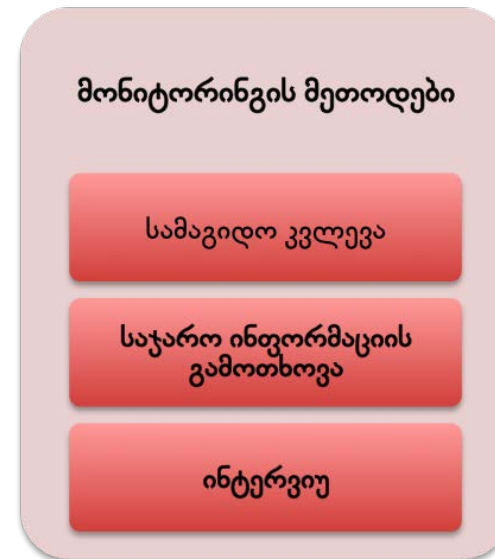 მონიტორინგის მეთოდები
სამაგიდო კვლევა
საჯარო ინფორმაციის
გამოთხოვა
ინტერვიუ